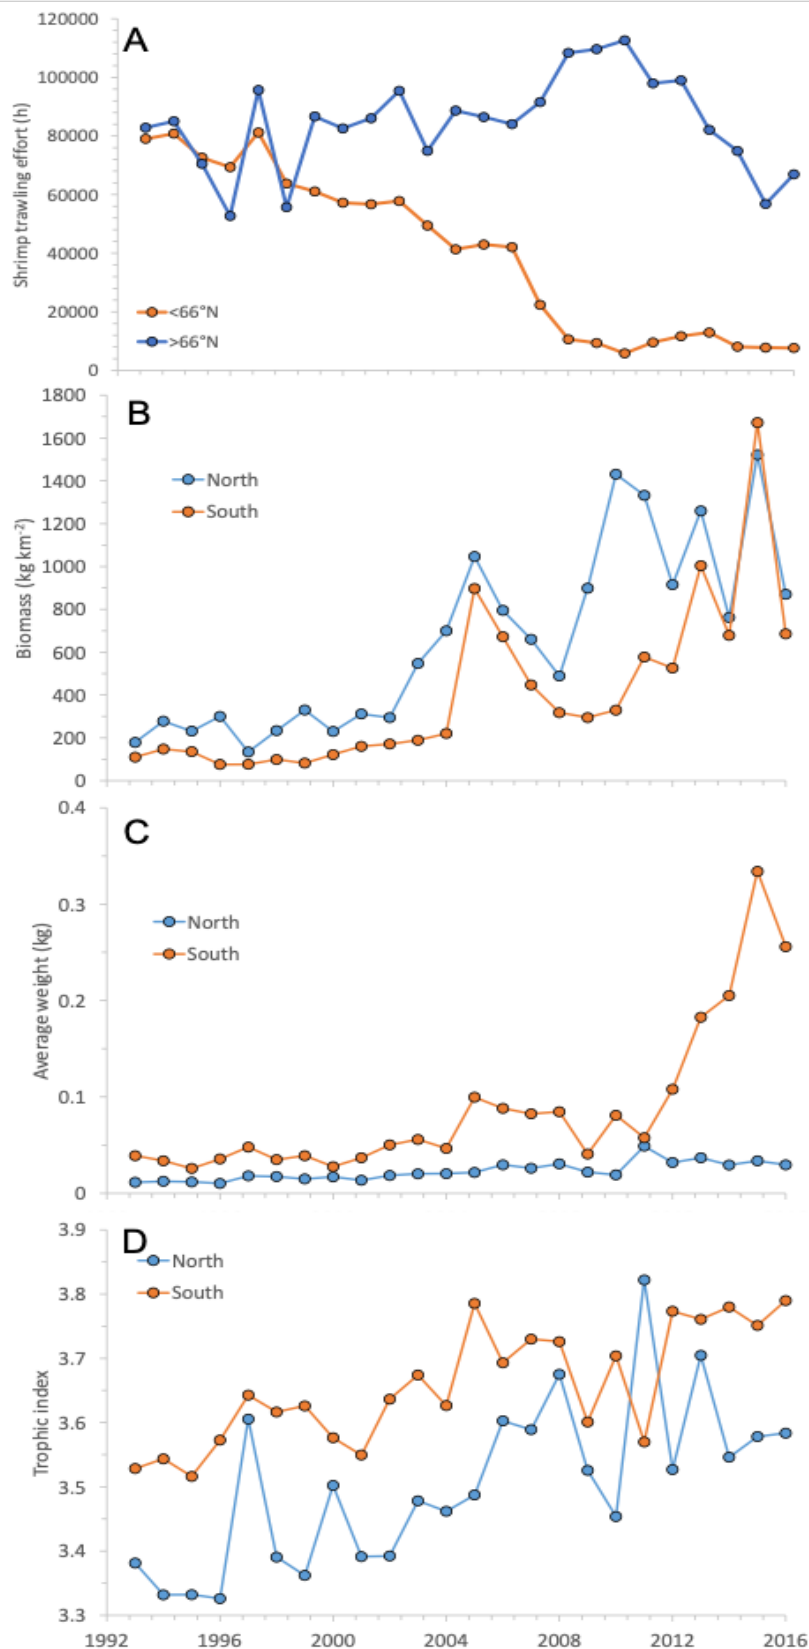 A
Shrimp trawling effort (h)
120000
100000
80000
60000
40000
20000
0
<66°N
>66°N
B
Biomass (kg km-2)
1800
1600
1400
1200
1000
800
600
400
200
0
North
South
C
Average weight (kg)
0.4
0.3
0.2
0.1
0
North
South
D
Trophic index
3.9
3.8
3.7
3.6
3.5
3.4
3.3
North
South
1992 1996 2000 2004 2008 2012 2016